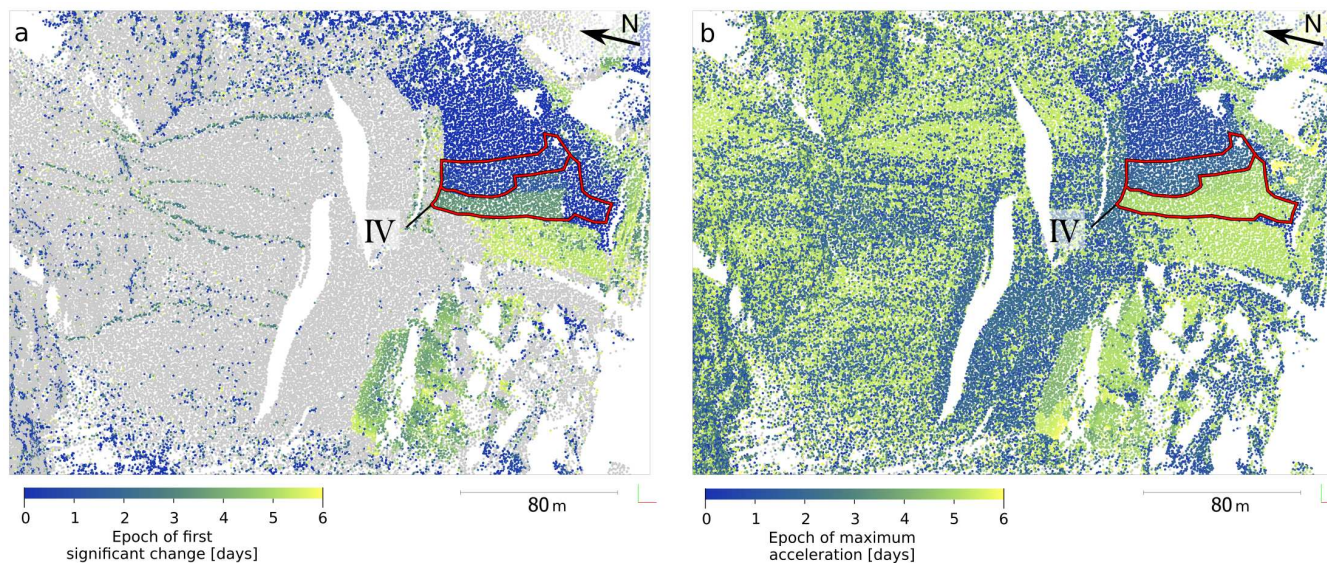 a
N
IV
0 1 2 3 4 5 6
Epoch of first
significant change [days]
80 m
b
N
IV
0 1 2 3 4 5 6
Epoch of maximum
acceleration [days]
80 m